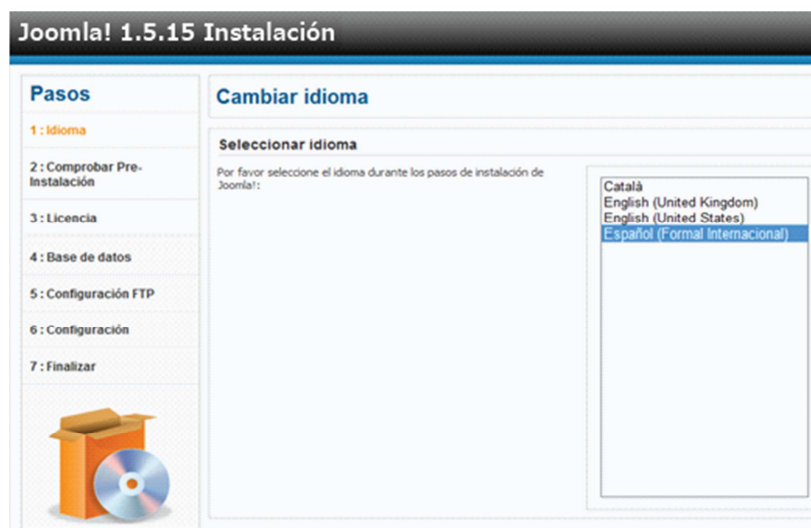 Joomla! 1.5.15 Instalación
Pasos
1 : Idioma
2 : Comprobar Pre-
Instalación
3 : Licencia
4 : Base de datos
5 : Configuración FTP
6 : Configuración
7 : Finalizar
Cambiar idioma
Seleccionar idioma
Por favor seleccione el idioma durante los pasos de instalación de
Joomla!:
Català
English (United Kingdom)
English (United States)
Español (Formal Internacional)